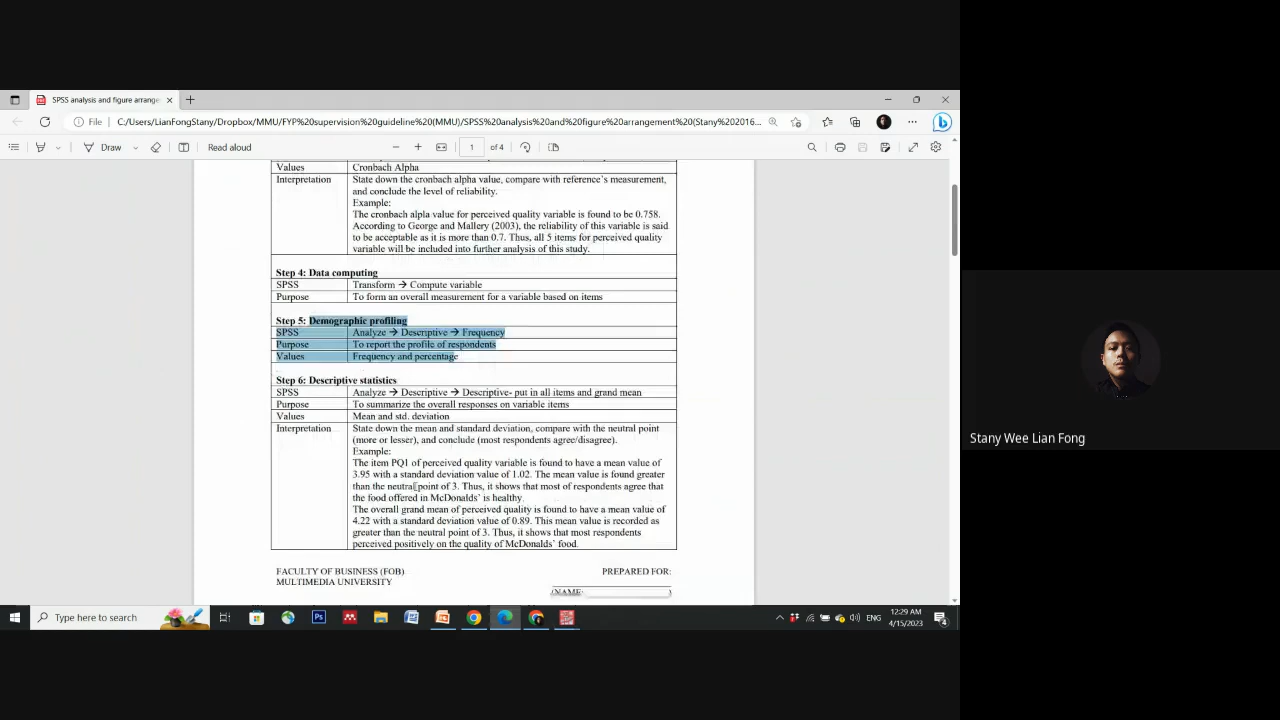 SPSS analysis and figure arrange
File
C:/Users/LianFongStany/Dropbox/MMU/FYP%20supervision%20guideline%20(MMU)/SPSS%20analysis%20and%20figure%20arrangement%20(Stany%202016...
Draw
Read aloud
1
of 4
Values Cronbach Alpha
Interpretation State down the cronbach alpha value, compare with reference's measurement,
and conclude the level of reliability.
Example:
The cronbach alpla value for perceived quality variable is found to be 0.758.
According to George and Mallery (2003), the reliability of this variable is said
to be acceptable as it is more than 0.7. Thus, all 5 items for perceived quality
variable will be included into further analysis of this study.
Step 4: Data computing
SPSS Transform → Compute variable
Purpose To form an overall measurement for a variable based on items
Step 5: Demographic profiling
SPSS Analyze → Descriptive → Frequency
Purpose To report the profile of respondents
Values Frequency and percentage
Step 6: Descriptive statistics
SPSS Analyze → Descriptive → Descriptive- put in all items and grand mean
Purpose To summarize the overall responses on variable items
Values Mean and std. deviation
Interpretation State down the mean and standard deviation, compare with the neutral point
(more or lesser), and conclude (most respondents agree/disagree).
Example:
The item PQ1 of perceived quality variable is found to have a mean value of
3.95 with a standard deviation value of 1.02. The mean value is found greater
than the neutral point of 3. Thus, it shows that most of respondents agree that
the food offered in McDonalds' is healthy.
The overall grand mean of perceived quality is found to have a mean value of
4.22 with a standard deviation value of 0.89. This mean value is recorded as
greater than the neutral point of 3. Thus, it shows that most respondents
perceived positively on the quality of McDonalds' food.
FACULTY OF BUSINESS (FOB) PREPARED FOR:
MULTIMEDIA UNIVERSITY
(NAME: )
Stany Wee Lian Fong
Type here to search
Ps
ENG
12:29 AM
4/15/2023
4